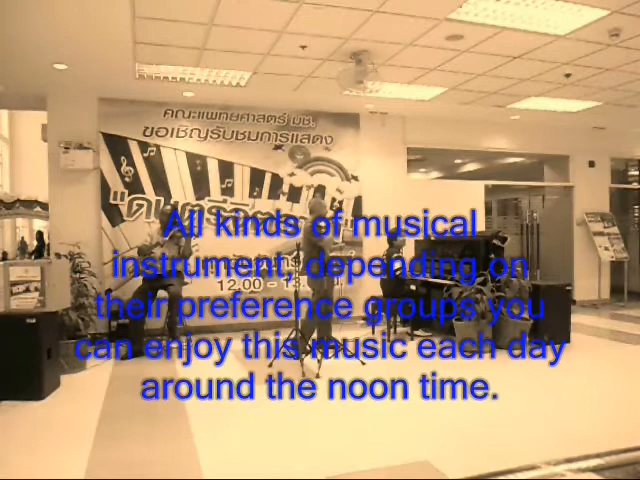 คณะแพทยศาสตร์ มช.
ขอเชิญรับชมการแสดง
All kinds of musical
instrument, depending on
their preference groups you
can enjoy this music each day
around the noon time.
12.00 -